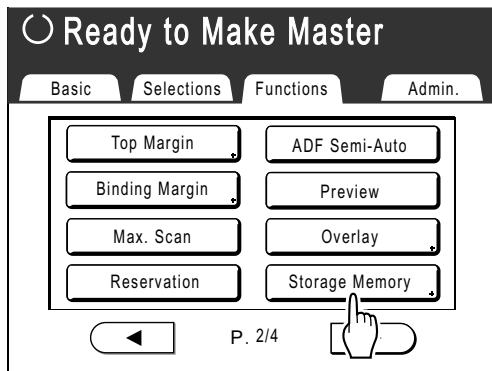 Ready to Make Master
Basic Selections Functions Admin.
Top Margin ADF Semi-Auto
Binding Margin Preview
Max. Scan Overlay
Reservation Storage Memory
P. 2/4